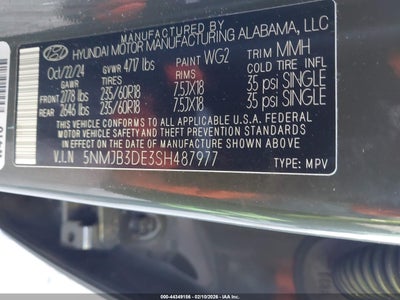 HYUNDAI MOTOR MANUFACTURING ALABAMA, LLC
Oct/22/24 GVWR 4717 lbs PAINT WG2 TRIM MMH
TIRES RIMS COLD TIRE INFL
FRONT 2778 lbs 235/60R18 7.5JX18 35 psi SINGLE
REAR 2646 lbs 235/60R18 7.5JX18 35 psi SINGLE
THIS VEHICLE CONFORMS TO ALL APPLICABLE U.S.A. FEDERAL
MOTOR VEHICLE SAFETY, BUMPER, AND THEFT PREVENTION STANDARDS
IN EFFECT ON THE DATE OF MANUFACTURE SHOWN ABOVE.
V.I.N 5NMJB3DE3SH487977 TYPE: MPV
© 000-44349156 - 02/10/2026 - IAA Inc.